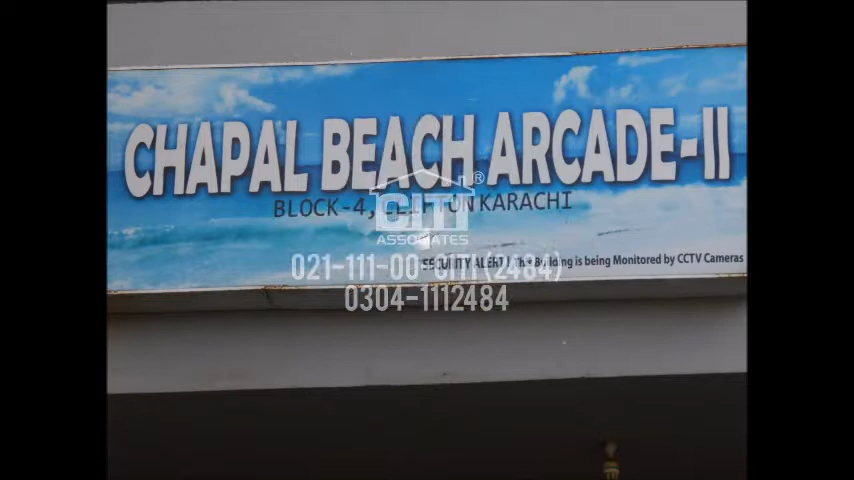 CHAPAL BEACH ARCADE-II
BLOCK-4, CLIFTON KARACHI
CITI ®
ASSOCIATES
SECURITY ALERT! The Building is being Monitored by CCTV Cameras
021-111-00-CITI (2484)
0304-1112484